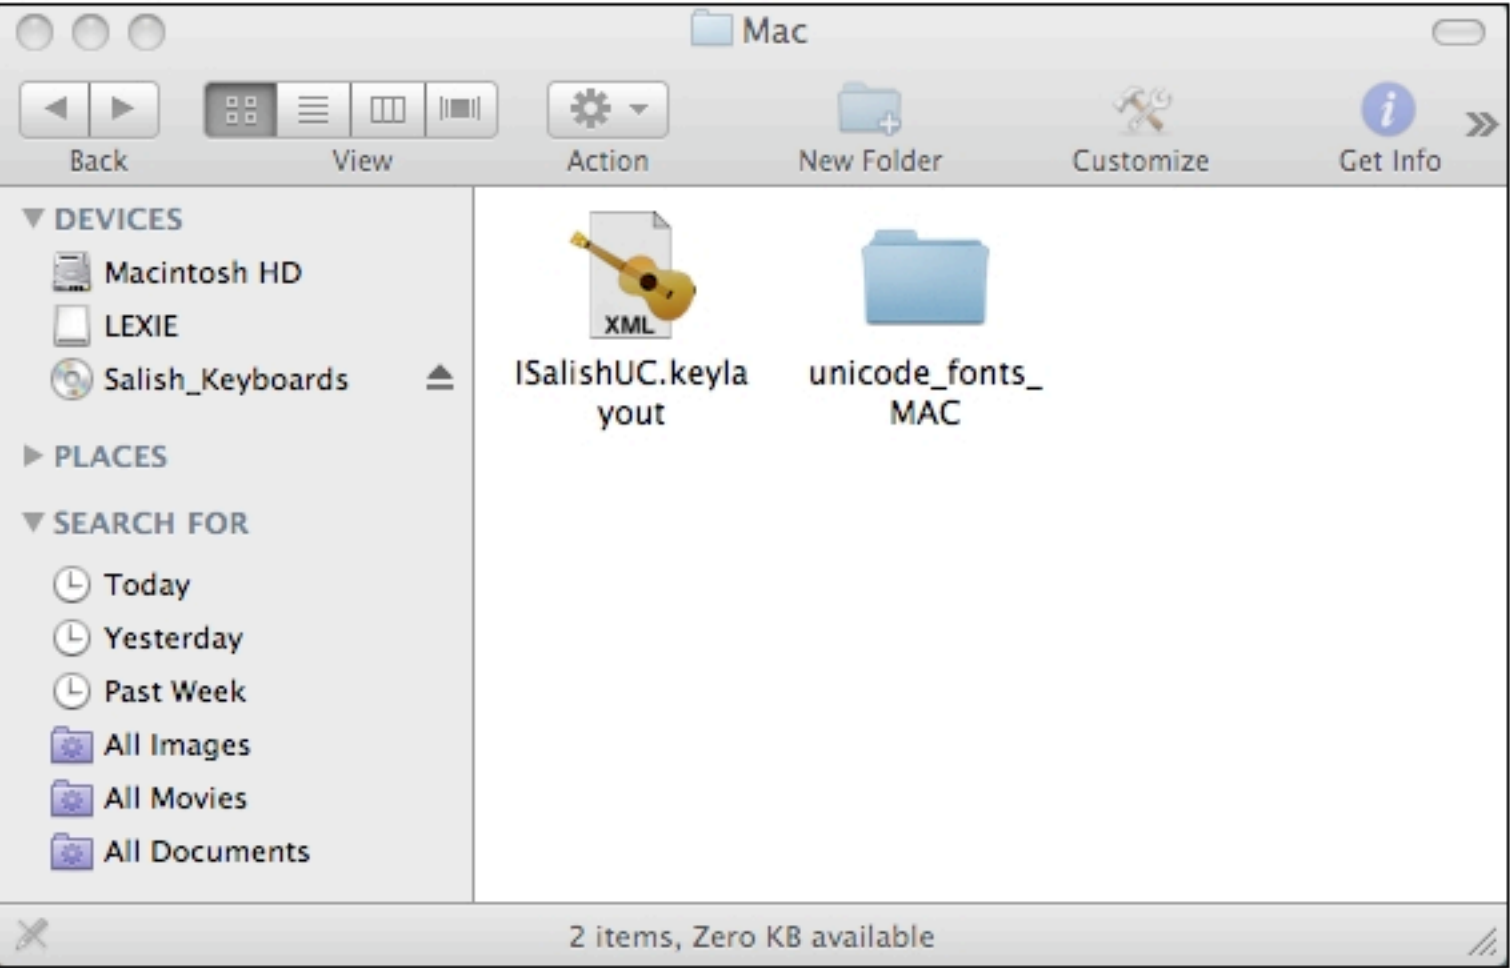 Mac
Back View Action New Folder Customize Get Info
DEVICES
Macintosh HD
LEXIE
Salish_Keyboards
PLACES
SEARCH FOR
Today
Yesterday
Past Week
All Images
All Movies
All Documents
XML
ISalishUC.keyla
yout
unicode_fonts_
MAC
2 items, Zero KB available